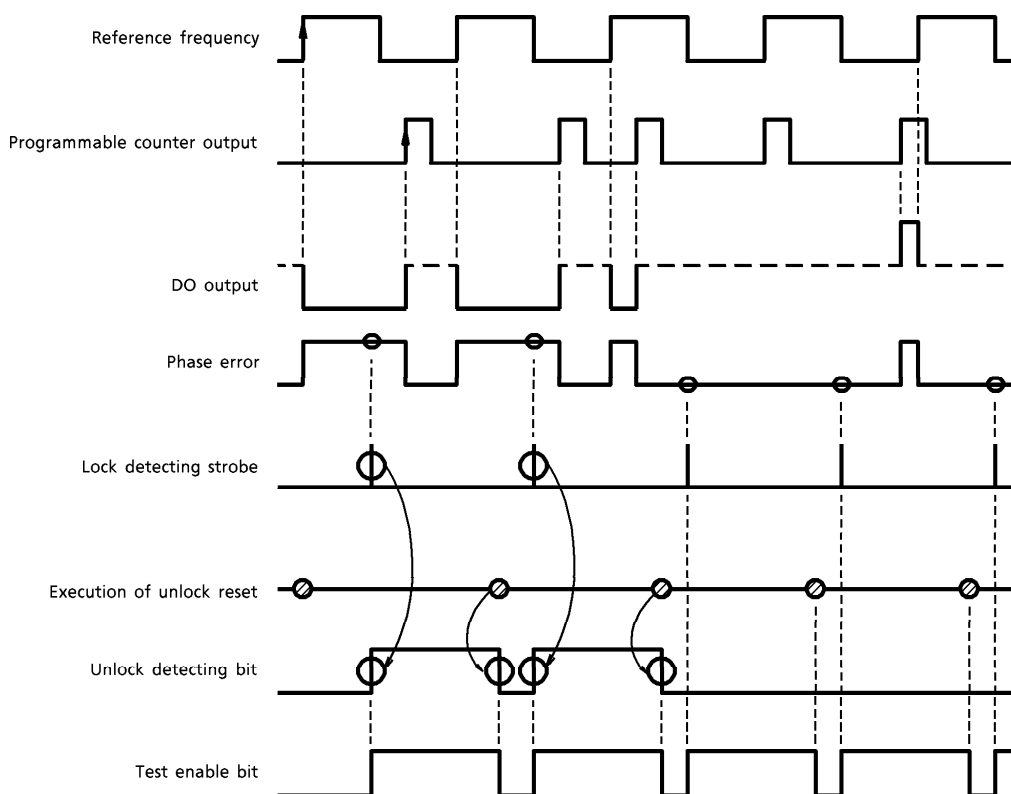 Reference frequency
Programmable counter output
DO output
Phase error
Lock detecting strobe
Execution of unlock reset
Unlock detecting bit
Test enable bit